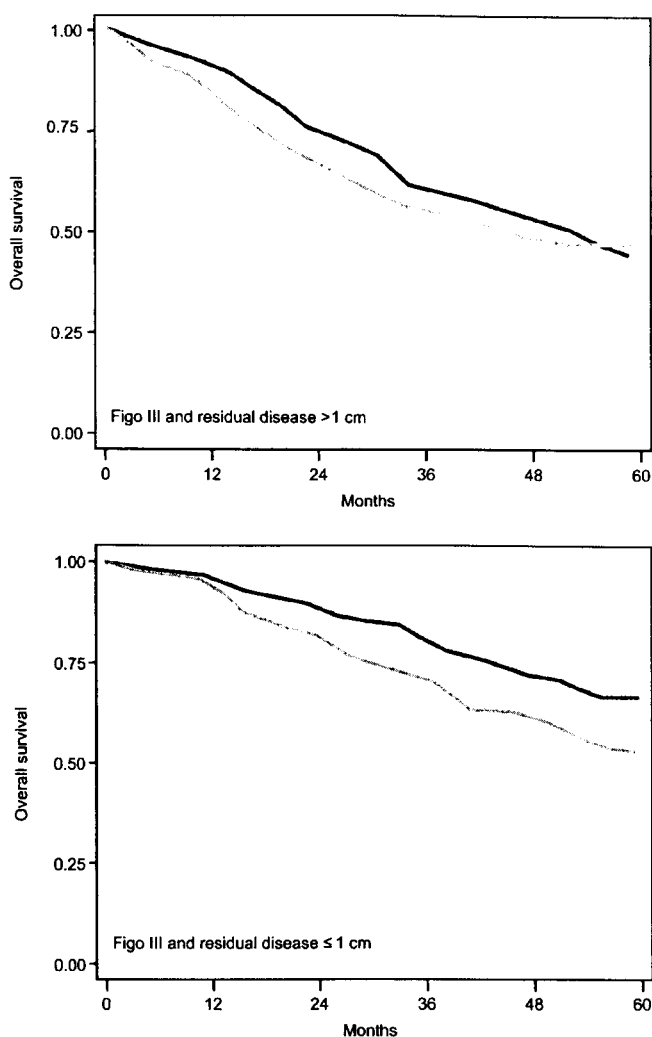 1.00
0.75
0.50
0.25
0.00
Overall survival
Figo III and residual disease >1 cm
0 12 24 36 48 60
Months
1.00
0.75
0.50
0.25
0.00
Overall survival
Figo III and residual disease ≤ 1 cm
0 12 24 36 48 60
Months